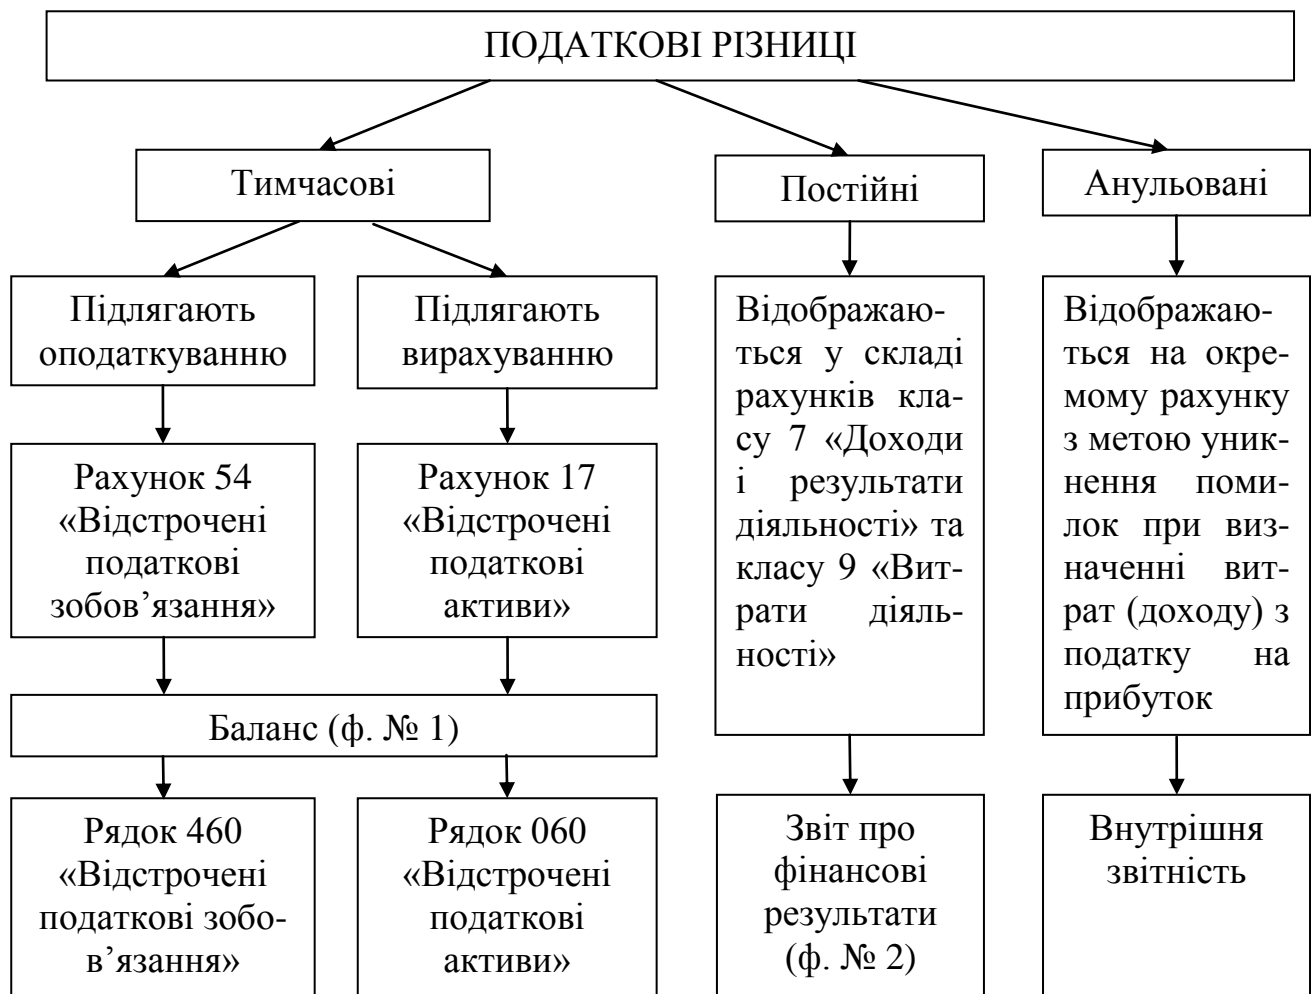 ПОДАТКОВІ РІЗНИЦІ
Тимчасові
Постійні
Анульовані
Підлягають
оподаткуванню
Підлягають
вирахуванню
Відображаю-
ться у складі
рахунків кла-
су 7 «Доходи
і результати
діяльності» та
класу 9 «Вит-
рати діяль-
ності»
Відображаю-
ться на окре-
мому рахунку
з метою уник-
нення поми-
лок при виз-
наченні вит-
рат (доходу) з
податку на
прибуток
Рахунок 54
«Відстрочені
податкові
зобов’язання»
Рахунок 17
«Відстрочені
податкові
активи»
Баланс (ф. № 1)
Рядок 460
«Відстрочені
податкові зобо-
в’язання»
Рядок 060
«Відстрочені
податкові
активи»
Звіт про
фінансові
результати
(ф. № 2)
Внутрішня
звітність